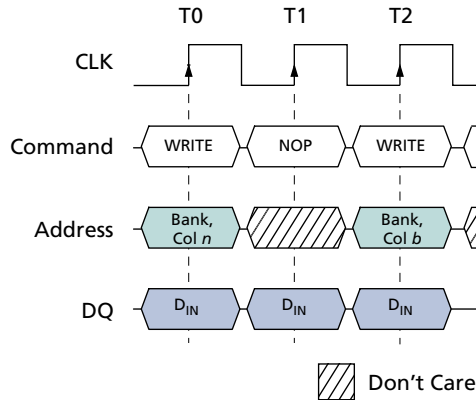 T0 T1 T2
CLK
Command WRITE NOP WRITE
Address Bank, Col n Bank, Col b
DQ DIN DIN DIN
Don't Care